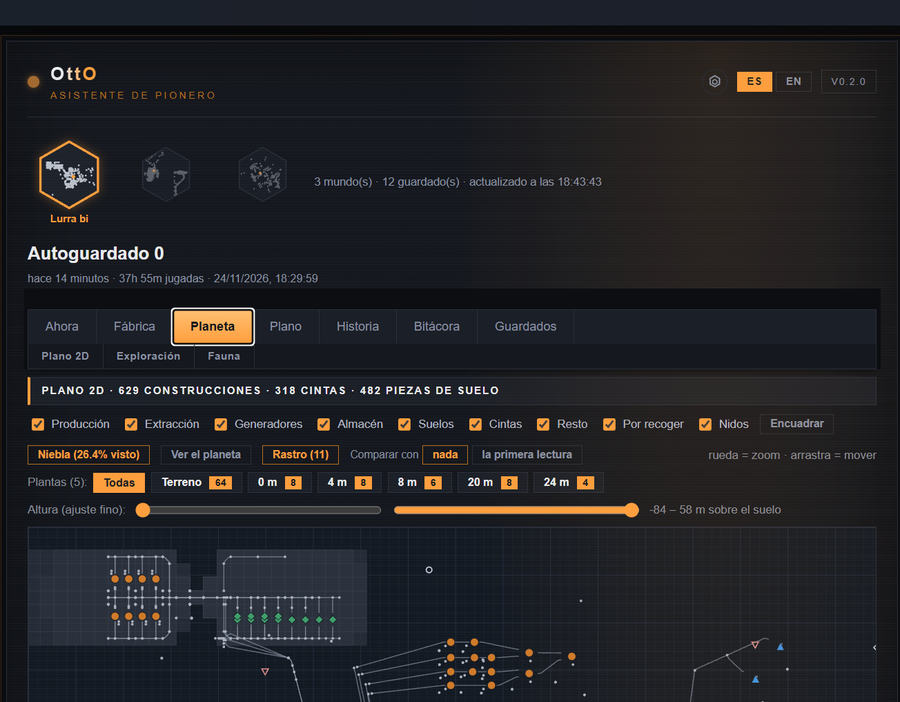 OttO
ASISTENTE DE PIONERO
ES EN V0.2.0
3 mundo(s) · 12 guardado(s) · actualizado a las 18:43:43
Lurra bi
Autoguardado 0
hace 14 minutos · 37h 55m jugadas · 24/11/2026, 18:29:59
Ahora Fábrica Planeta Plano Historia Bitácora Guardados
Plano 2D Exploración Fauna
PLANO 2D · 629 CONSTRUCCIONES · 318 CINTAS · 482 PIEZAS DE SUELO
Producción Extracción Generadores Almacén Suelos Cintas Resto Por recoger Nidos Encuadrar
Niebla (26.4% visto) Ver el planeta Rastro (11) Comparar con nada la primera lectura rueda = zoom · arrastra = mover
Plantas (5): Todas Terreno 64 0 m 8 4 m 8 8 m 6 20 m 8 24 m 4
Altura (ajuste fino): -84 – 58 m sobre el suelo